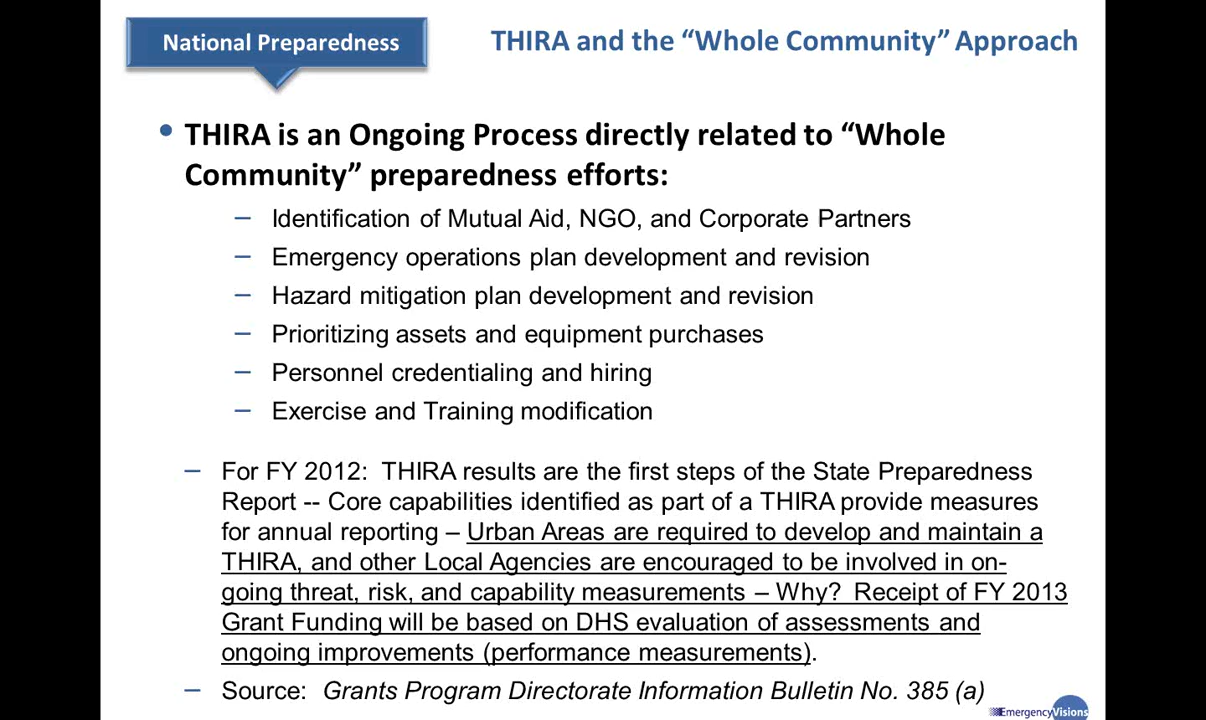 National Preparedness
THIRA and the “Whole Community” Approach
• THIRA is an Ongoing Process directly related to “Whole
Community” preparedness efforts:
– Identification of Mutual Aid, NGO, and Corporate Partners
– Emergency operations plan development and revision
– Hazard mitigation plan development and revision
– Prioritizing assets and equipment purchases
– Personnel credentialing and hiring
– Exercise and Training modification
– For FY 2012:  THIRA results are the first steps of the State Preparedness
Report -- Core capabilities identified as part of a THIRA provide measures
for annual reporting – Urban Areas are required to develop and maintain a
THIRA, and other Local Agencies are encouraged to be involved in on-
going threat, risk, and capability measurements – Why?  Receipt of FY 2013
Grant Funding will be based on DHS evaluation of assessments and
ongoing improvements (performance measurements).
– Source:  Grants Program Directorate Information Bulletin No. 385 (a)
EmergencyVisions